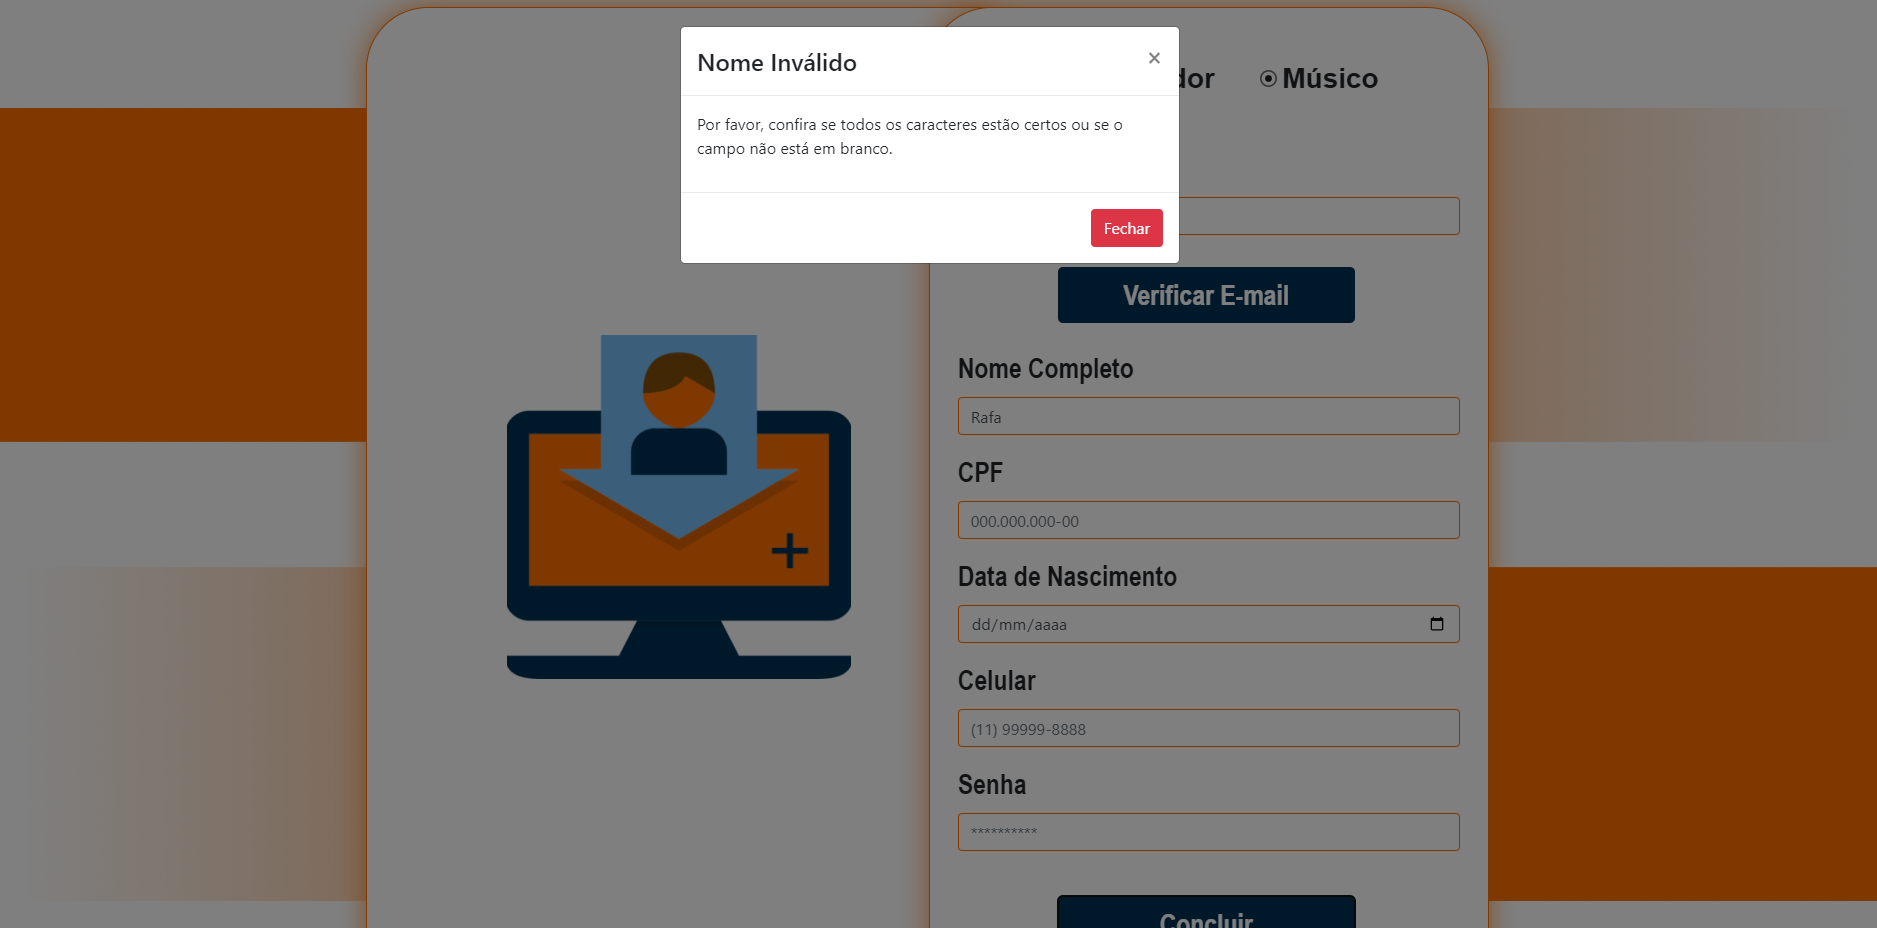 Nome Inválido
×
Músico
Por favor, confira se todos os caracteres estão certos ou se o
campo não está em branco.
Fechar
Verificar E-mail
Nome Completo
Rafa
CPF
000.000.000-00
Data de Nascimento
dd/mm/aaaa
Celular
(11) 99999-8888
Senha
**********
Concluir